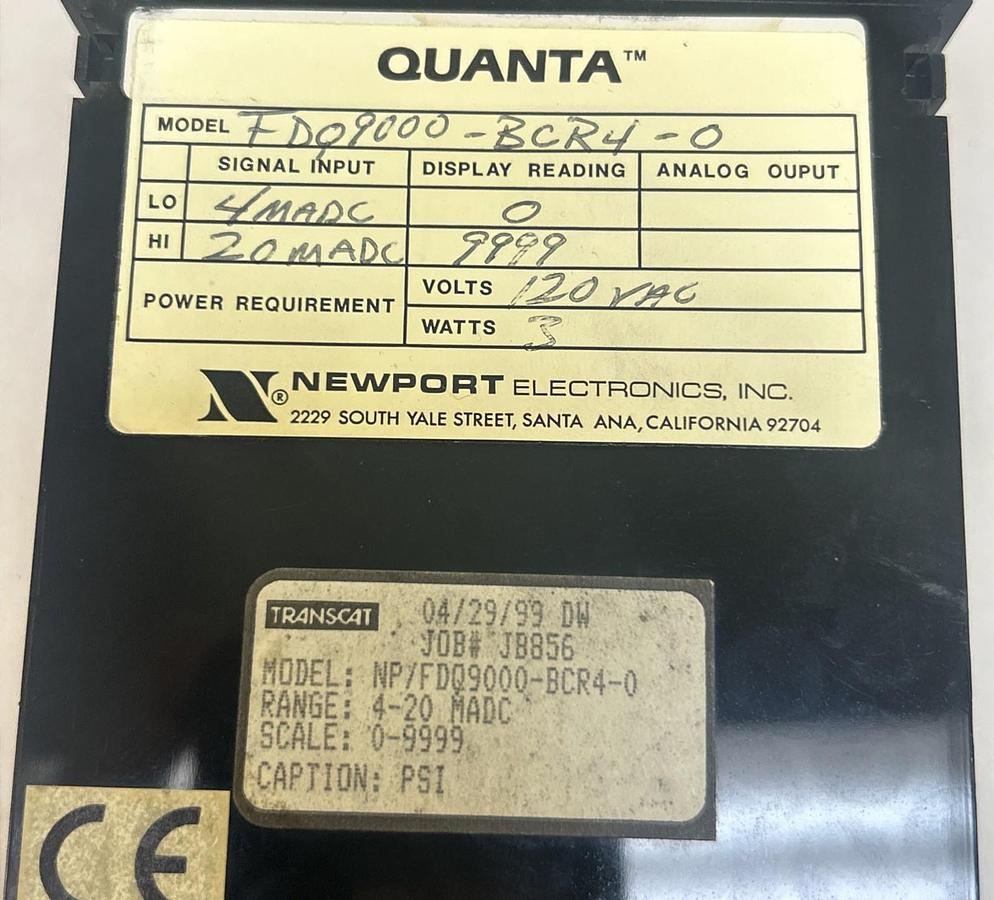 QUANTA™
MODEL FDQ9000-BCR4-0
SIGNAL INPUT DISPLAY READING ANALOG OUPUT
LO 4MADC 0
HI 20MADC 9999
POWER REQUIREMENT
VOLTS 120 VAC
WATTS 3
N® NEWPORT ELECTRONICS, INC.
2229 SOUTH YALE STREET, SANTA ANA, CALIFORNIA 92704
TRANSCAT 04/29/99 DW
JOB# JB856
MODEL: NP/FDQ9000-BCR4-0
RANGE: 4-20 MADC
SCALE: 0-9999
CAPTION: PSI
CE